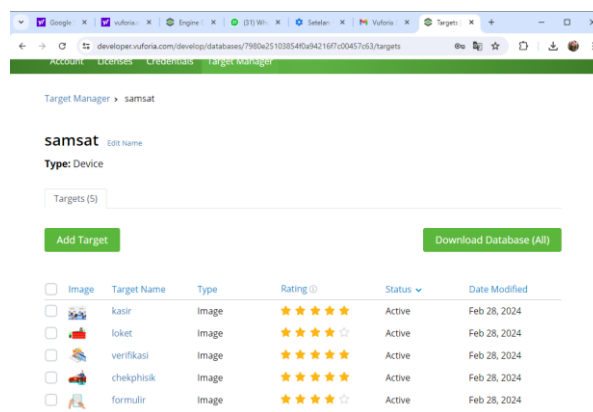 Google
vuforia
Engine
(31) Wh
Setelan
Vuforia
Targets
developer.vuforia.com/develop/databases/7980e25103854f0a94216f7c00457c63/targets
Account Licenses Credentials Target Manager
Target Manager > samsat
samsat Edit Name
Type: Device
Targets (5)
Add Target Download Database (All)
Image Target Name Type Rating Status Date Modified
kasir Image Active Feb 28, 2024
loket Image Active Feb 28, 2024
verifikasi Image Active Feb 28, 2024
chekphisik Image Active Feb 28, 2024
formulir Image Active Feb 28, 2024